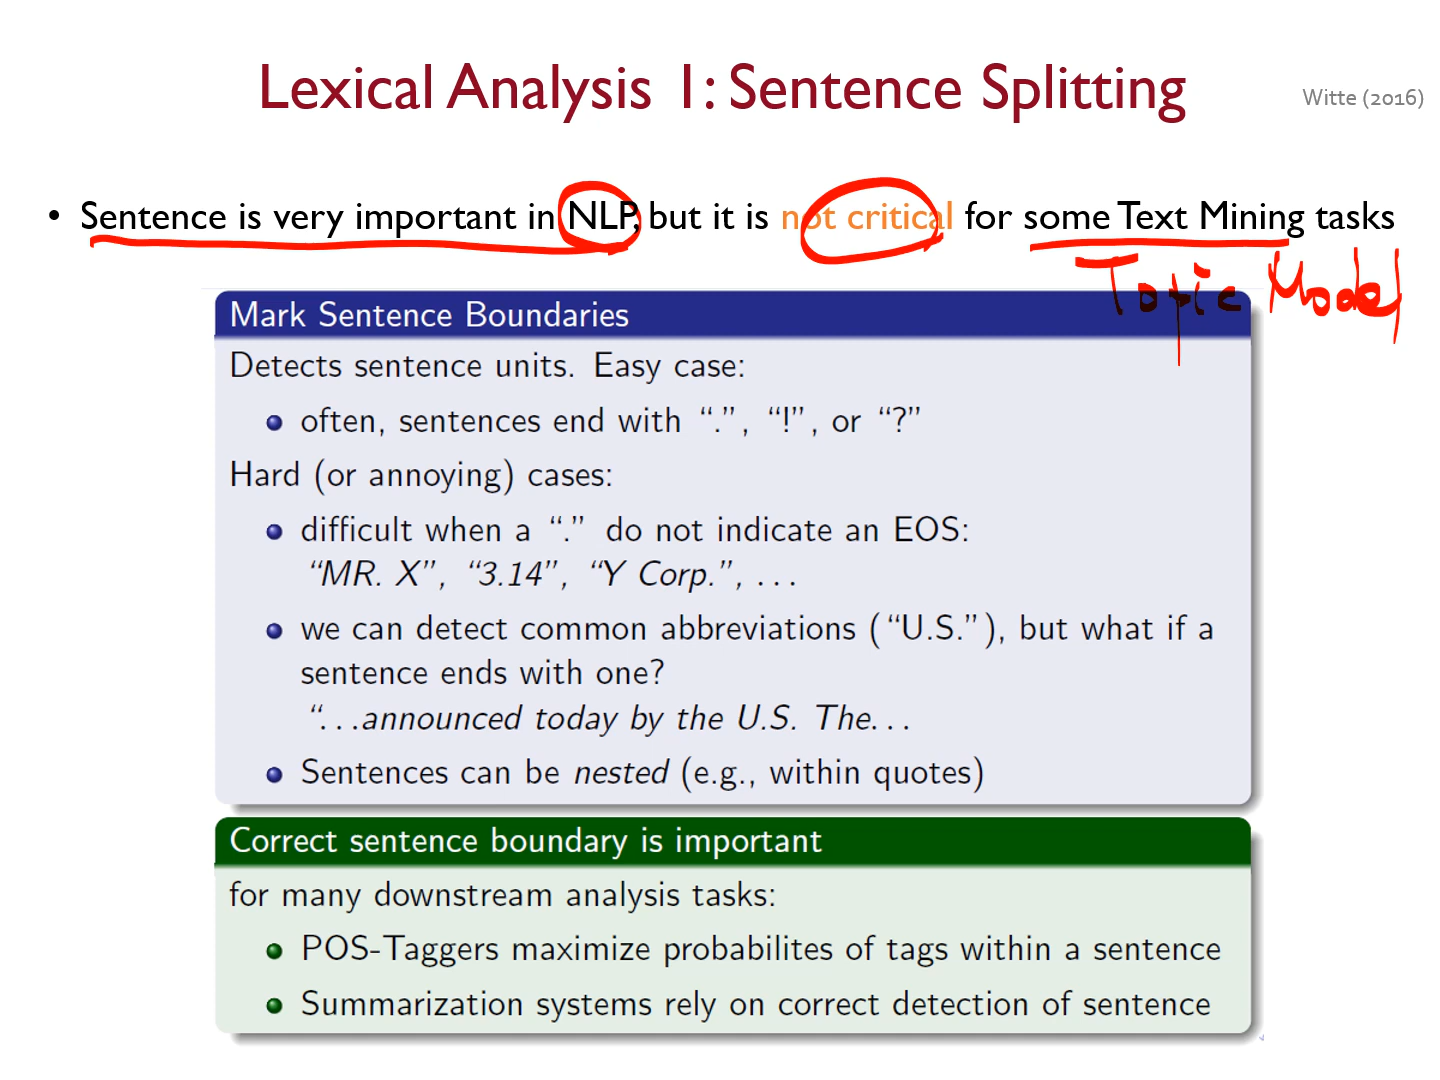 Lexical Analysis 1: Sentence Splitting
Witte (2016)
• Sentence is very important in NLP, but it is not critical for some Text Mining tasks
Topic Model
Mark Sentence Boundaries
Detects sentence units. Easy case:
often, sentences end with “.”, “!”, or “?”
Hard (or annoying) cases:
difficult when a “.” do not indicate an EOS:
“MR. X”, “3.14”, “Y Corp.”, ...
we can detect common abbreviations (“U.S.”), but what if a
sentence ends with one?
“...announced today by the U.S. The...
Sentences can be nested (e.g., within quotes)
Correct sentence boundary is important
for many downstream analysis tasks:
POS-Taggers maximize probabilites of tags within a sentence
Summarization systems rely on correct detection of sentence